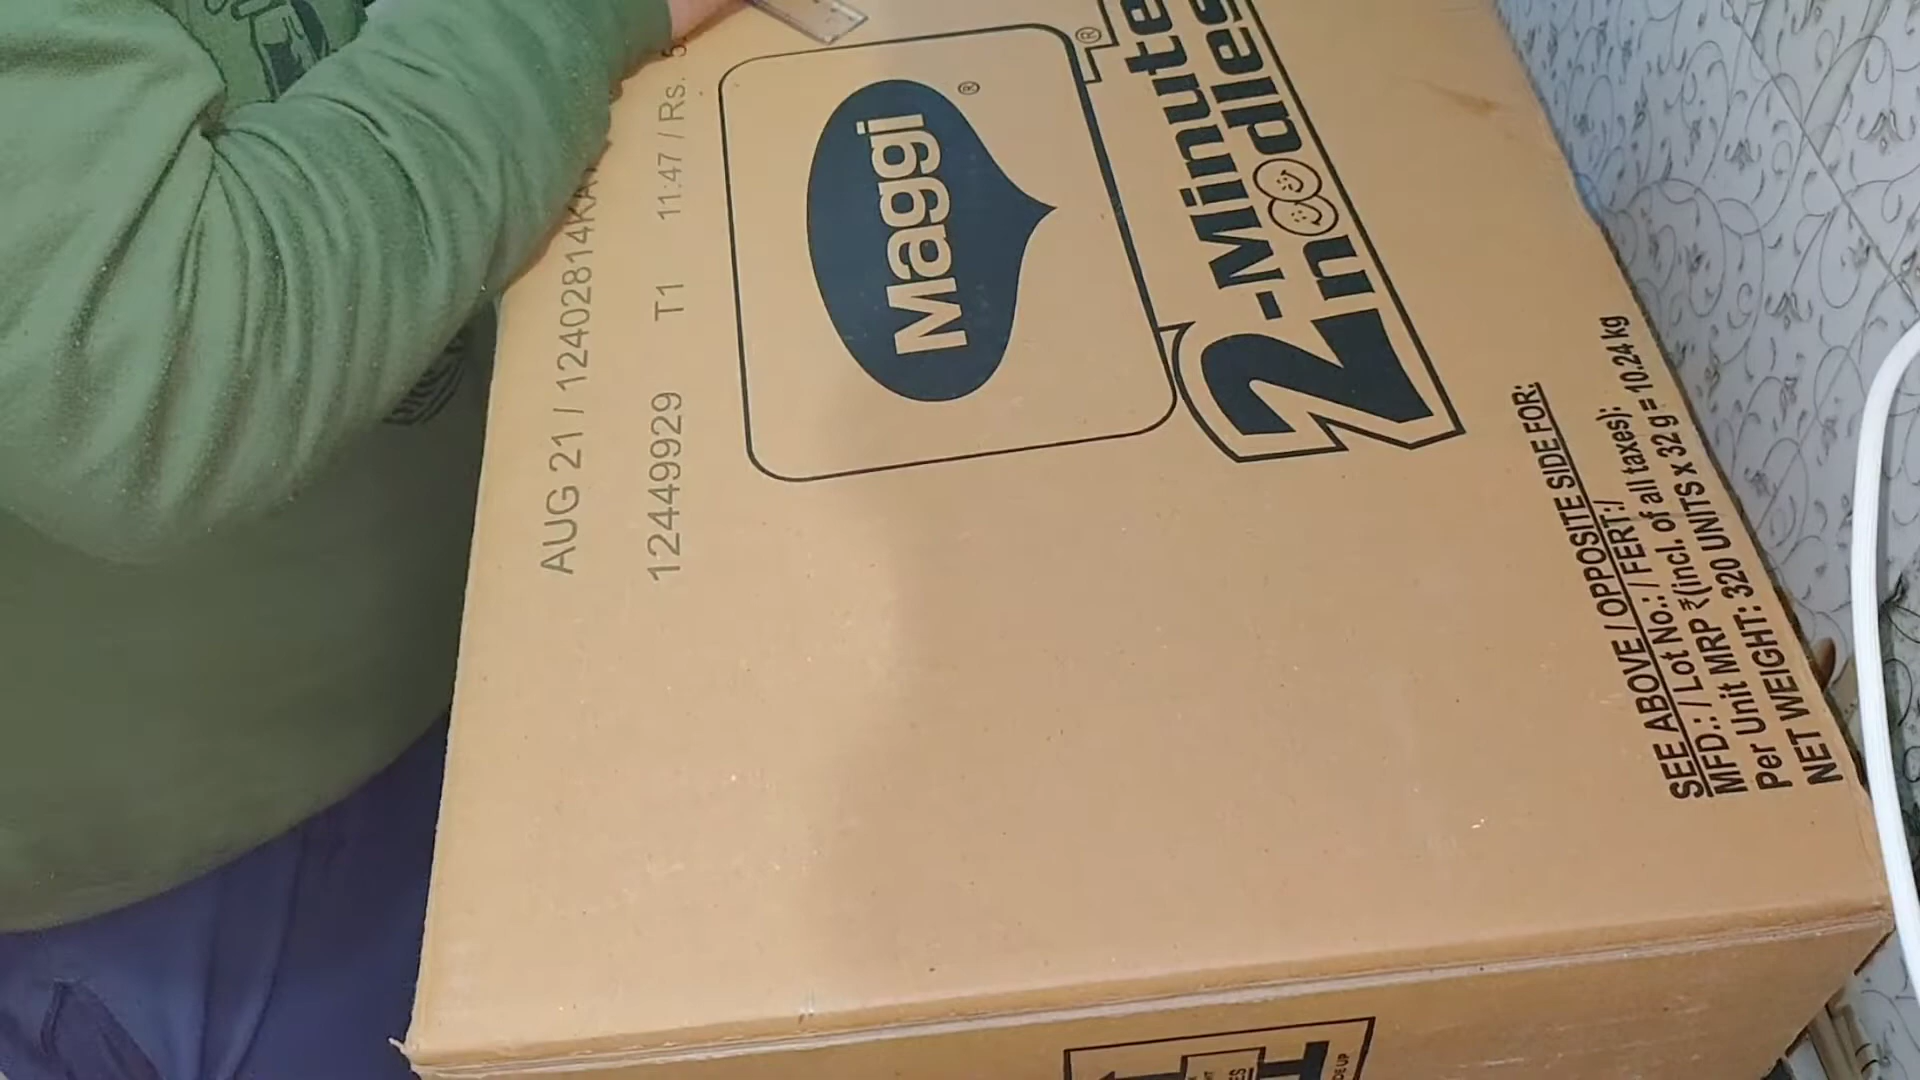 AUG 21 / 12402814KA
12449929 T1 11:47 / Rs. 5
Maggi ®
®
2-Minute
noodles
SEE ABOVE / OPPOSITE SIDE FOR:
MFD.: / Lot No.: / FERT:/
Per Unit MRP ₹(incl. of all taxes);
NET WEIGHT: 320 UNITS x 32 g = 10.24 kg